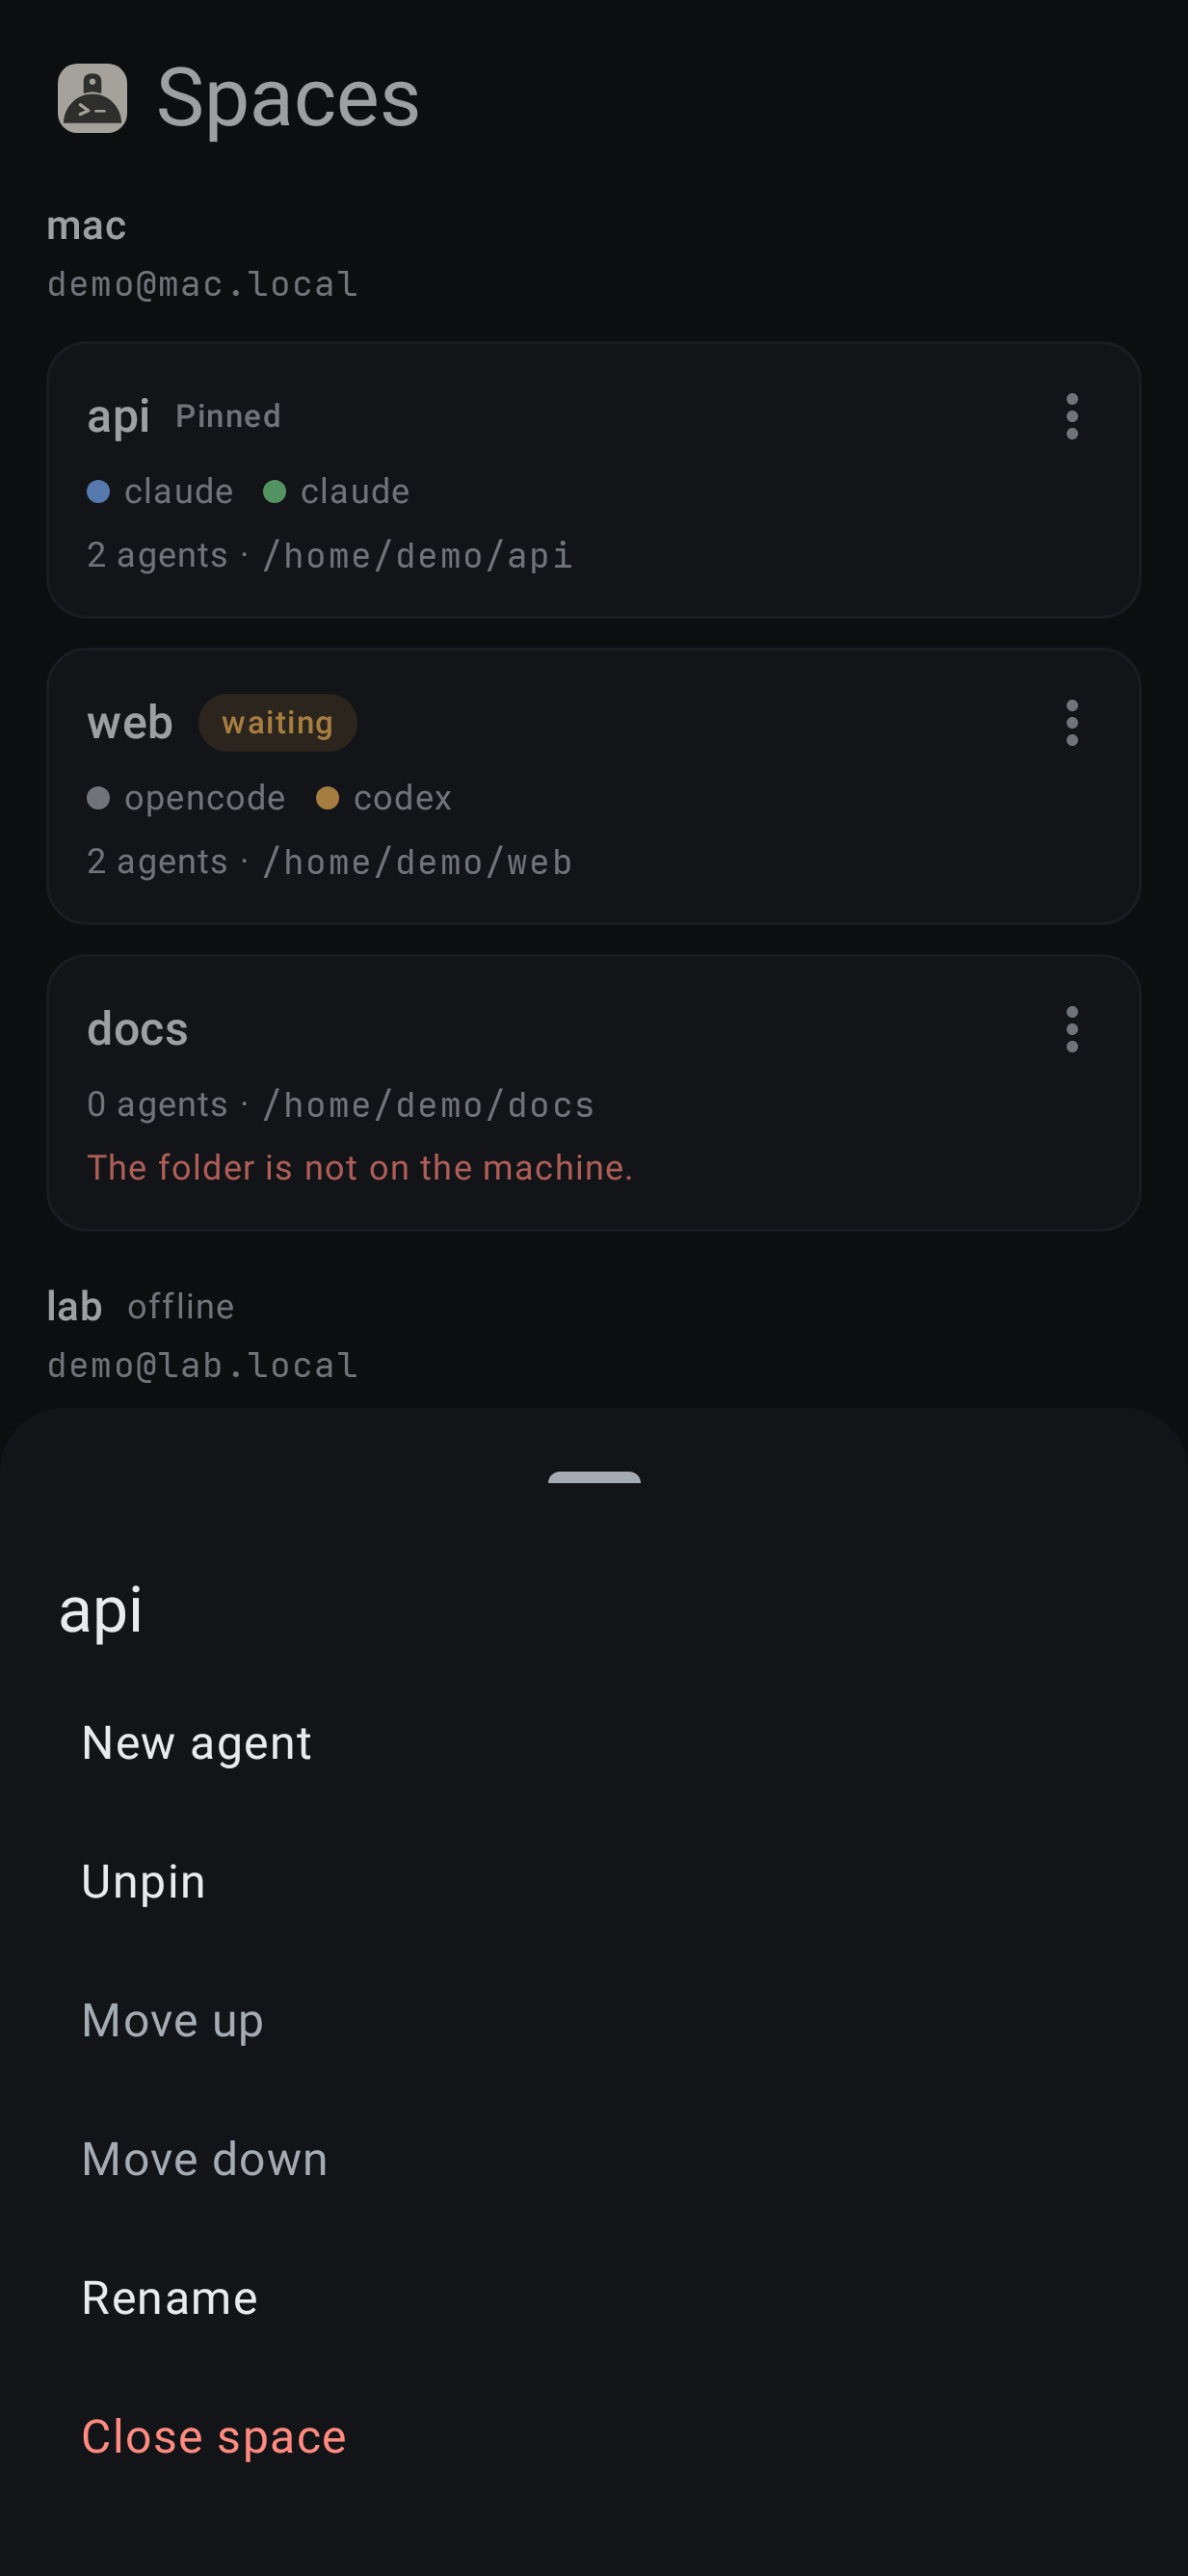 >_ Spaces
mac
demo@mac.local
api Pinned
claude claude
2 agents · /home/demo/api
web waiting
opencode codex
2 agents · /home/demo/web
docs
0 agents · /home/demo/docs
The folder is not on the machine.
lab offline
demo@lab.local
api
New agent
Unpin
Move up
Move down
Rename
Close space